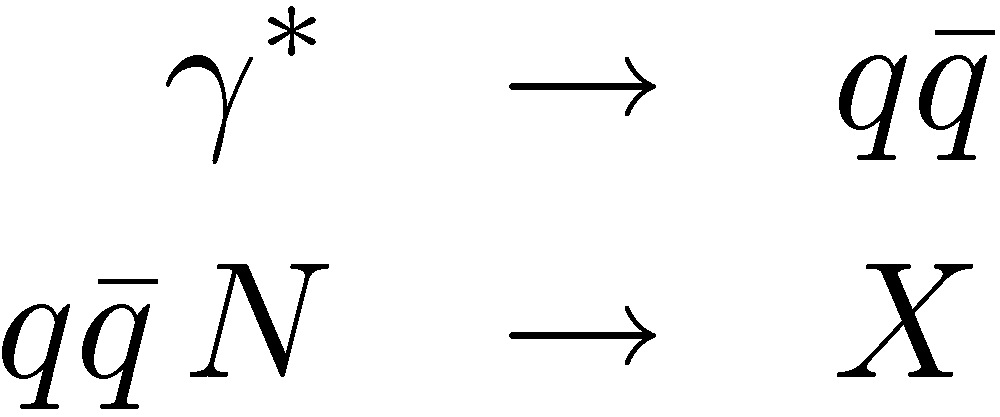 γ* ⟶ qq̅
qq̅ N ⟶ X